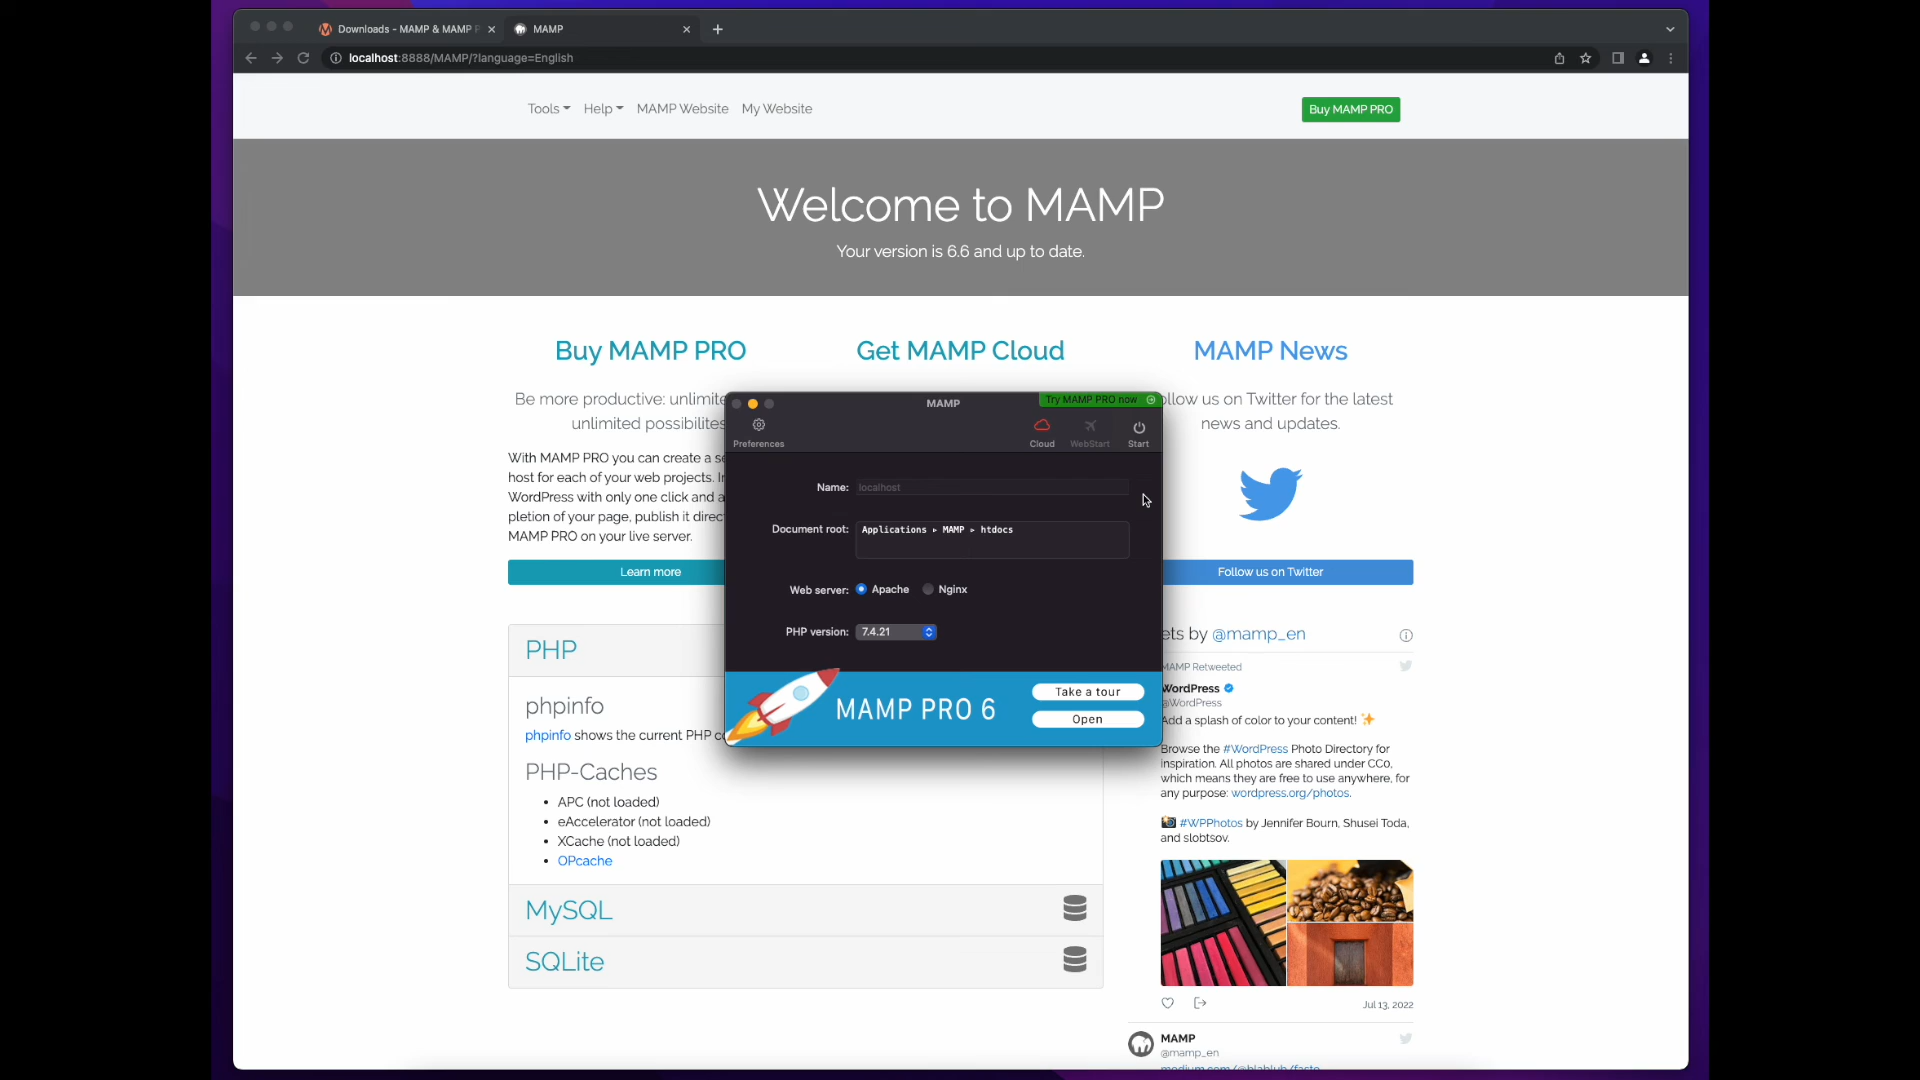 Downloads - MAMP & MAMP P
MAMP
localhost:8888/MAMP/?language=English
Tools
Help
MAMP Website
My Website
Buy MAMP PRO
Welcome to MAMP
Your version is 6.6 and up to date.
Buy MAMP PRO
Be more productive: unlimite
unlimited possibilites
With MAMP PRO you can create a se
host for each of your web projects. In
WordPress with only one click and a
pletion of your page, publish it direc
MAMP PRO on your live server.
Learn more
Get MAMP Cloud
MAMP News
ollow us on Twitter for the latest
news and updates.
Follow us on Twitter
MAMP
Try MAMP PRO now
Preferences
Cloud
WebStart
Start
Name: localhost
Document root: Applications ▸ MAMP ▸ htdocs
Web server: Apache Nginx
PHP version: 7.4.21
MAMP PRO 6
Take a tour
Open
PHP
phpinfo
phpinfo shows the current PHP c
PHP-Caches
• APC (not loaded)
• eAccelerator (not loaded)
• XCache (not loaded)
• OPcache
MySQL
SQLite
ets by @mamp_en
MAMP Retweeted
WordPress
@WordPress
Add a splash of color to your content! ✨
Browse the #WordPress Photo Directory for
inspiration. All photos are shared under CC0,
which means they are free to use anywhere, for
any purpose: wordpress.org/photos.
📸 #WPPhotos by Jennifer Bourn, Shusei Toda,
and slobtsov.
Jul 13, 2022
MAMP
@mamp_en